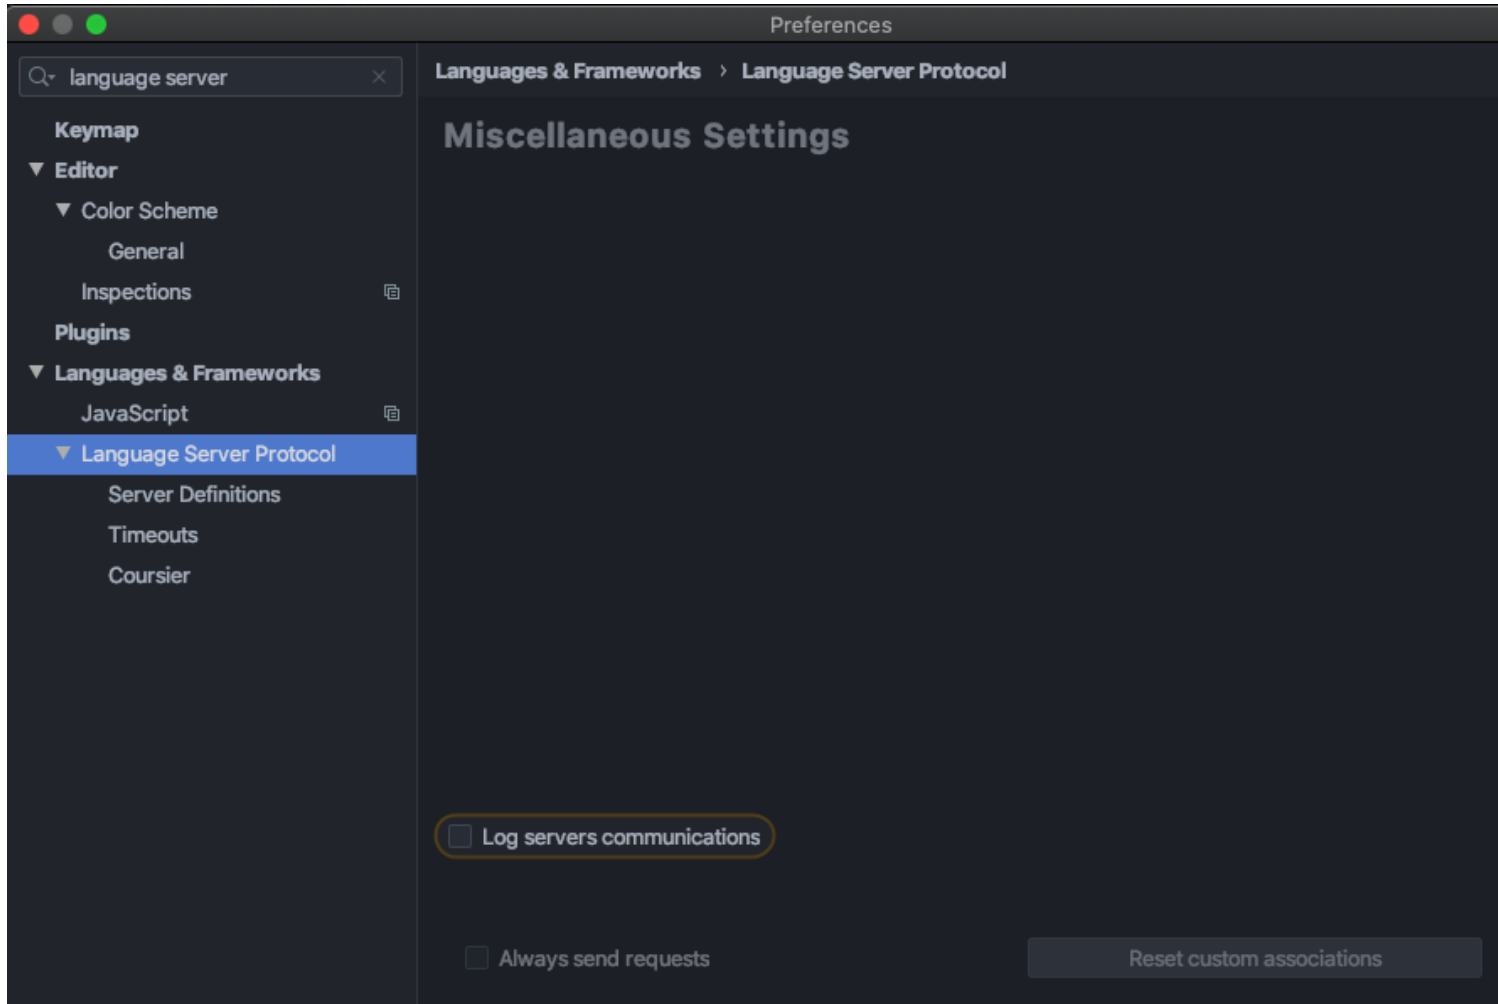 Preferences
language server
Languages & Frameworks › Language Server Protocol
Keymap
Miscellaneous Settings
Editor
Color Scheme
General
Inspections
Plugins
Languages & Frameworks
JavaScript
Language Server Protocol
Server Definitions
Timeouts
Coursier
Log servers communications
Always send requests
Reset custom associations